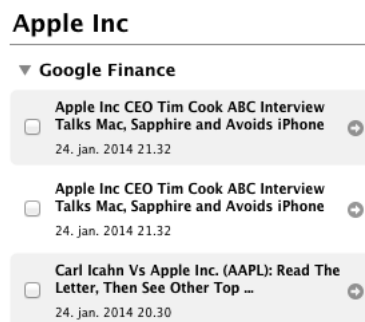 Apple Inc
Google Finance
Apple Inc CEO Tim Cook ABC Interview
Talks Mac, Sapphire and Avoids iPhone
24. jan. 2014 21.32
Apple Inc CEO Tim Cook ABC Interview
Talks Mac, Sapphire and Avoids iPhone
24. jan. 2014 21.32
Carl Icahn Vs Apple Inc. (AAPL): Read The
Letter, Then See Other Top ...
24. jan. 2014 20.30